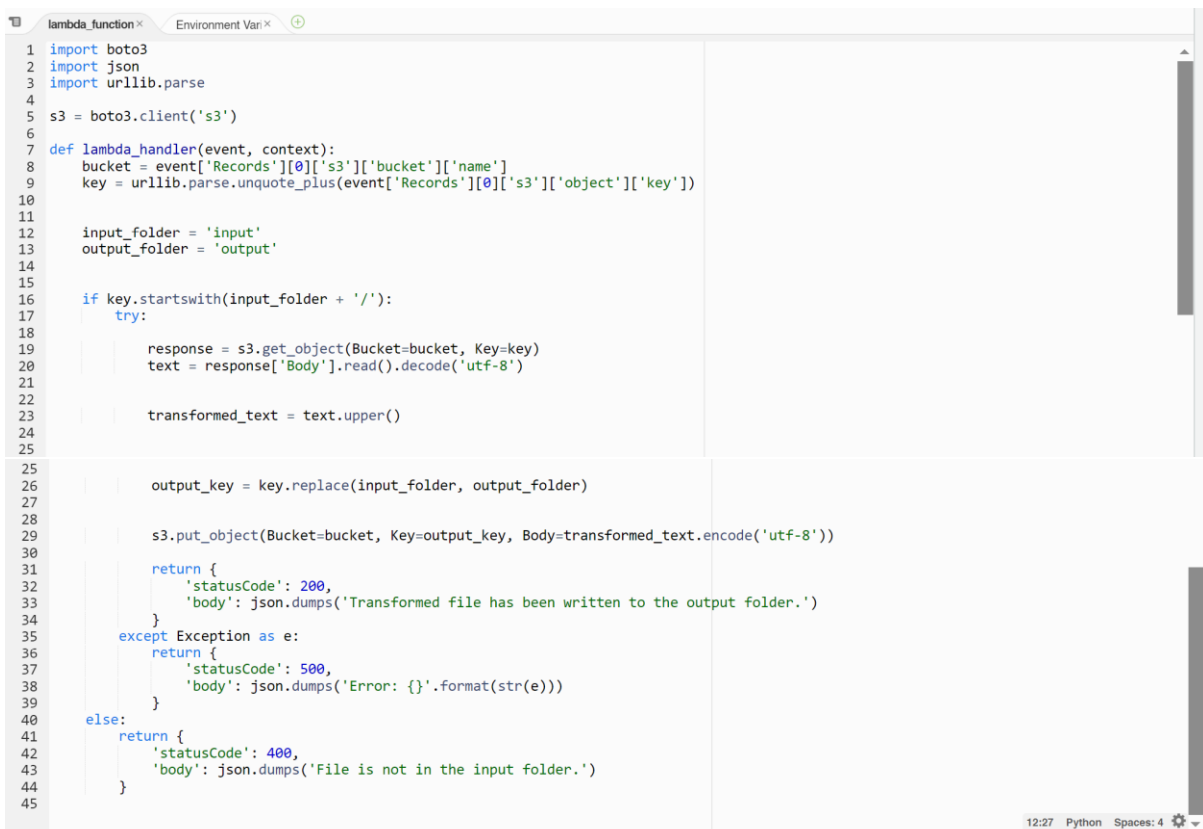 lambda_function × Environment Vari ×
1 import boto3
2 import json
3 import urllib.parse
4
5 s3 = boto3.client('s3')
6
7 def lambda_handler(event, context):
8     bucket = event['Records'][0]['s3']['bucket']['name']
9     key = urllib.parse.unquote_plus(event['Records'][0]['s3']['object']['key'])
10
11
12     input_folder = 'input'
13     output_folder = 'output'
14
15
16     if key.startswith(input_folder + '/'):
17         try:
18
19             response = s3.get_object(Bucket=bucket, Key=key)
20             text = response['Body'].read().decode('utf-8')
21
22
23             transformed_text = text.upper()
24
25
25
26             output_key = key.replace(input_folder, output_folder)
27
28
29             s3.put_object(Bucket=bucket, Key=output_key, Body=transformed_text.encode('utf-8'))
30
31             return {
32                 'statusCode': 200,
33                 'body': json.dumps('Transformed file has been written to the output folder.')
34             }
35         except Exception as e:
36             return {
37                 'statusCode': 500,
38                 'body': json.dumps('Error: {}'.format(str(e)))
39             }
40     else:
41         return {
42             'statusCode': 400,
43             'body': json.dumps('File is not in the input folder.')
44         }
45
12:27 Python Spaces: 4